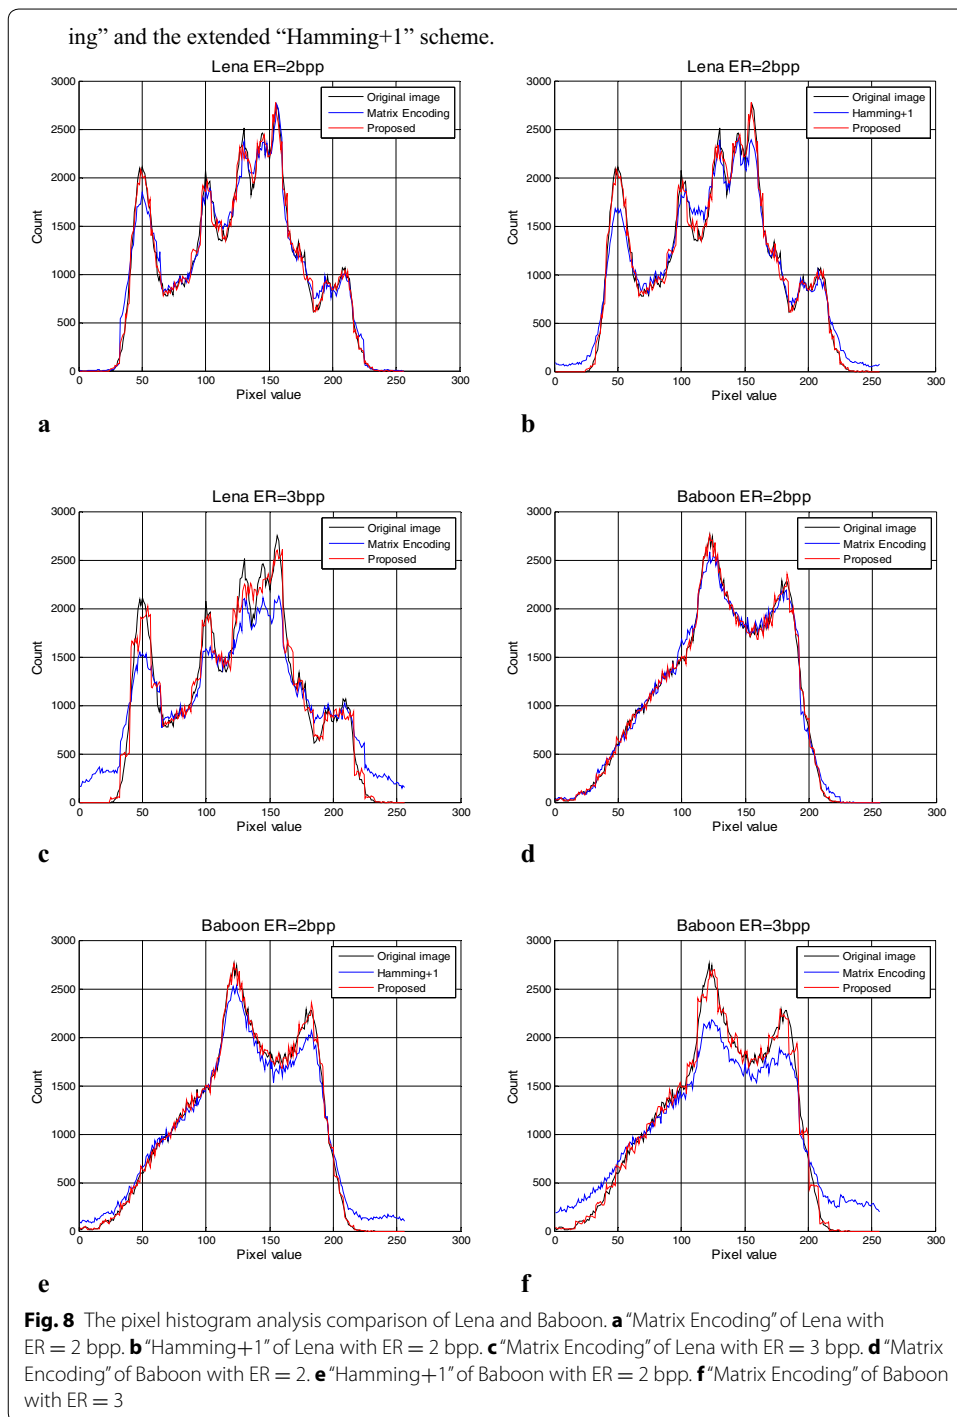 ing” and the extended “Hamming+1” scheme.
Lena ER=2bpp
3000
2500
2000
1500
1000
500
0
Count
Original image
Matrix Encoding
Proposed
0 50 100 150 200 250 300
Pixel value
a
Lena ER=2bpp
3000
2500
2000
1500
1000
500
0
Count
Original image
Hamming+1
Proposed
0 50 100 150 200 250 300
Pixel value
b
Lena ER=3bpp
3000
2500
2000
1500
1000
500
0
Count
Original image
Matrix Encoding
Proposed
0 50 100 150 200 250 300
Pixel value
c
Baboon ER=2bpp
3000
2500
2000
1500
1000
500
0
Count
Original image
Matrix Encoding
Proposed
0 50 100 150 200 250 300
Pixel value
d
Baboon ER=2bpp
3000
2500
2000
1500
1000
500
0
Count
Original image
Hamming+1
Proposed
0 50 100 150 200 250 300
Pixel value
e
Baboon ER=3bpp
3000
2500
2000
1500
1000
500
0
Count
Original image
Matrix Encoding
Proposed
0 50 100 150 200 250 300
Pixel value
f
Fig. 8 The pixel histogram analysis comparison of Lena and Baboon. a “Matrix Encoding” of Lena with
ER = 2 bpp. b “Hamming+1” of Lena with ER = 2 bpp. c “Matrix Encoding” of Lena with ER = 3 bpp. d “Matrix
Encoding” of Baboon with ER = 2. e “Hamming+1” of Baboon with ER = 2 bpp. f “Matrix Encoding” of Baboon
with ER = 3